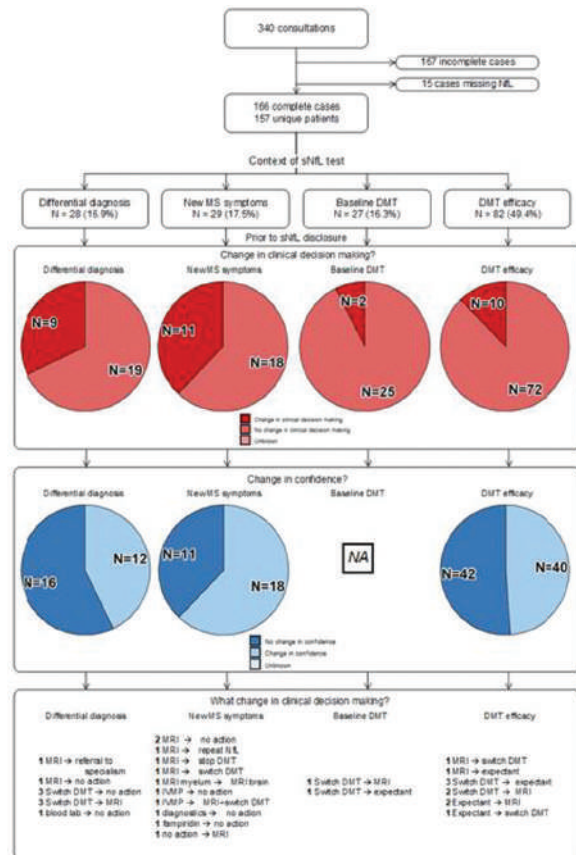 340 consultations
167 incomplete cases
15 cases missing NfL
166 complete cases
157 unique patients
Context of sNfL test
Differential diagnosis
N = 28 (16.9%)
New MS symptoms
N = 29 (17.5%)
Baseline DMT
N = 27 (16.3%)
DMT efficacy
N = 82 (49.4%)
Prior to sNfL disclosure
Change in clinical decision making?
Differential diagnosis
New MS symptoms
Baseline DMT
DMT efficacy
N=9
N=19
N=11
N=18
N=2
N=25
N=10
N=72
Change in clinical decision making
No change in clinical decision making
Unknown
Change in confidence?
Differential diagnosis
New MS symptoms
Baseline DMT
DMT efficacy
N=16
N=12
N=11
N=18
NA
N=42
N=40
No change in confidence
Change in confidence
Unknown
What change in clinical decision making?
Differential diagnosis
1 MRI → referral to
specialism
1 MRI → no action
3 Switch DMT → no action
3 Switch DMT → MRI
1 blood lab → no action
New MS symptoms
2 MRI → no action
1 MRI → repeat NfL
1 MRI → stop DMT
1 MRI → switch DMT
1 MRI myelum → MRI brain
1 IVMP → no action
1 IVMP → MRI+switch DMT
1 diagnostics → no action
1 fampiridin → no action
1 no action → MRI
Baseline DMT
1 Switch DMT → MRI
1 Switch DMT → expectant
DMT efficacy
1 MRI → switch DMT
1 MRI → expectant
3 Switch DMT → expectant
2 Switch DMT → MRI
2 Expectant → MRI
1 Expectant → switch DMT